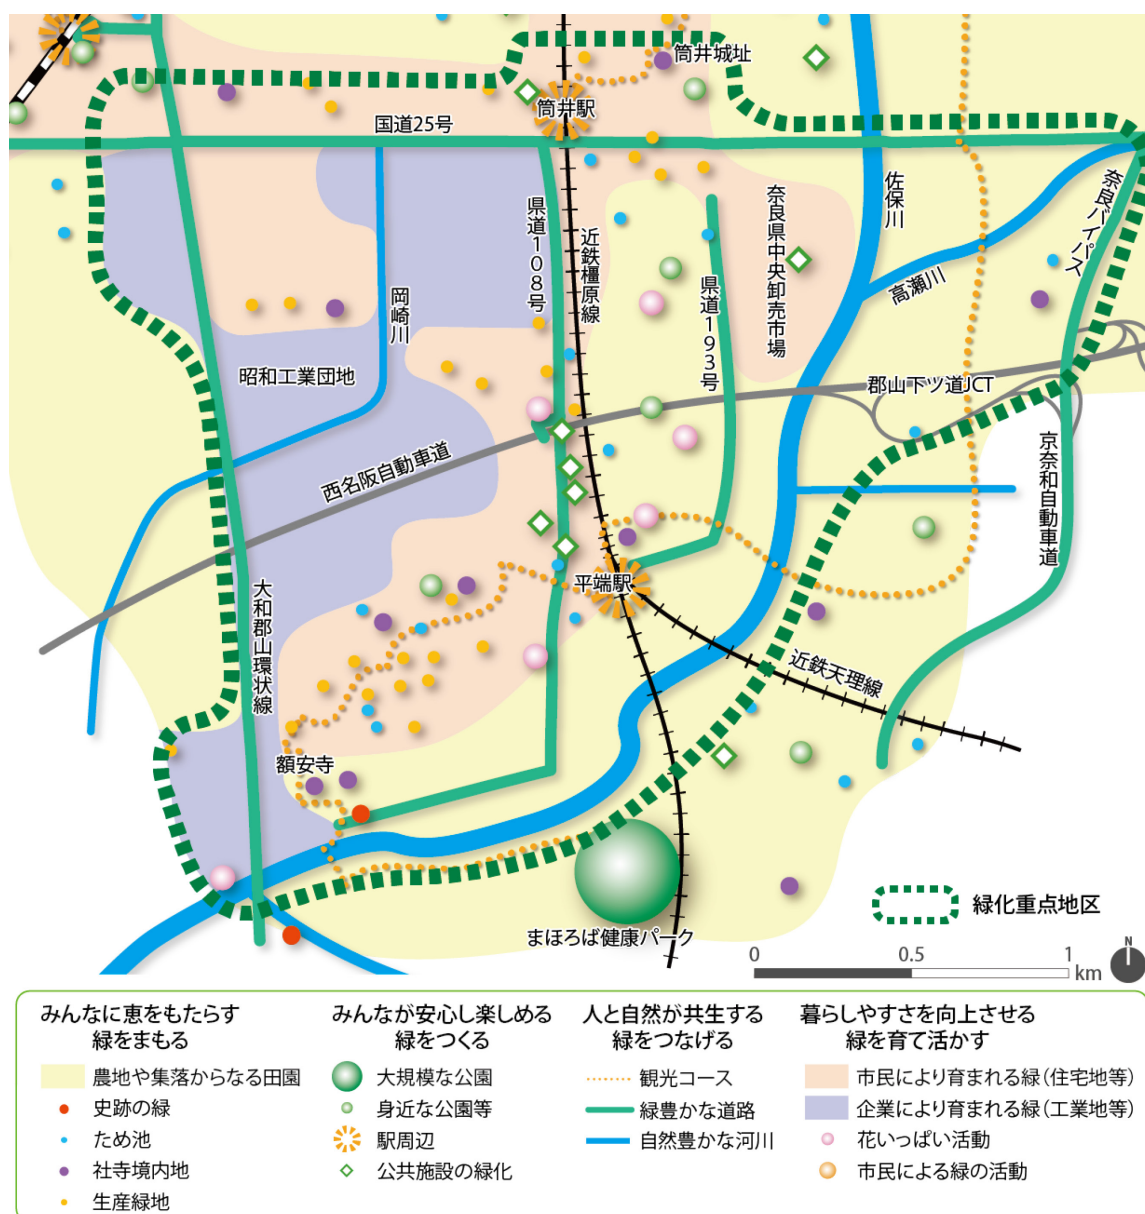 筒井城址
筒井駅
国道25号
佐保川
奈良バイパス
県道108号
近鉄橿原線
奈良県中央卸売市場
高瀬川
県道193号
岡崎川
昭和工業団地
郡山下ツ道JCT
西名阪自動車道
京奈和自動車道
平端駅
大和郡山環状線
近鉄天理線
額安寺
まほろば健康パーク
緑化重点地区
0 0.5 1
km
N
みんなに恵をもたらす
緑をまもる
農地や集落からなる田園
史跡の緑
ため池
社寺境内地
生産緑地
みんなが安心し楽しめる
緑をつくる
大規模な公園
身近な公園等
駅周辺
公共施設の緑化
人と自然が共生する
緑をつなげる
観光コース
緑豊かな道路
自然豊かな河川
暮らしやすさを向上させる
緑を育て活かす
市民により育まれる緑(住宅地等)
企業により育まれる緑(工業地等)
花いっぱい活動
市民による緑の活動